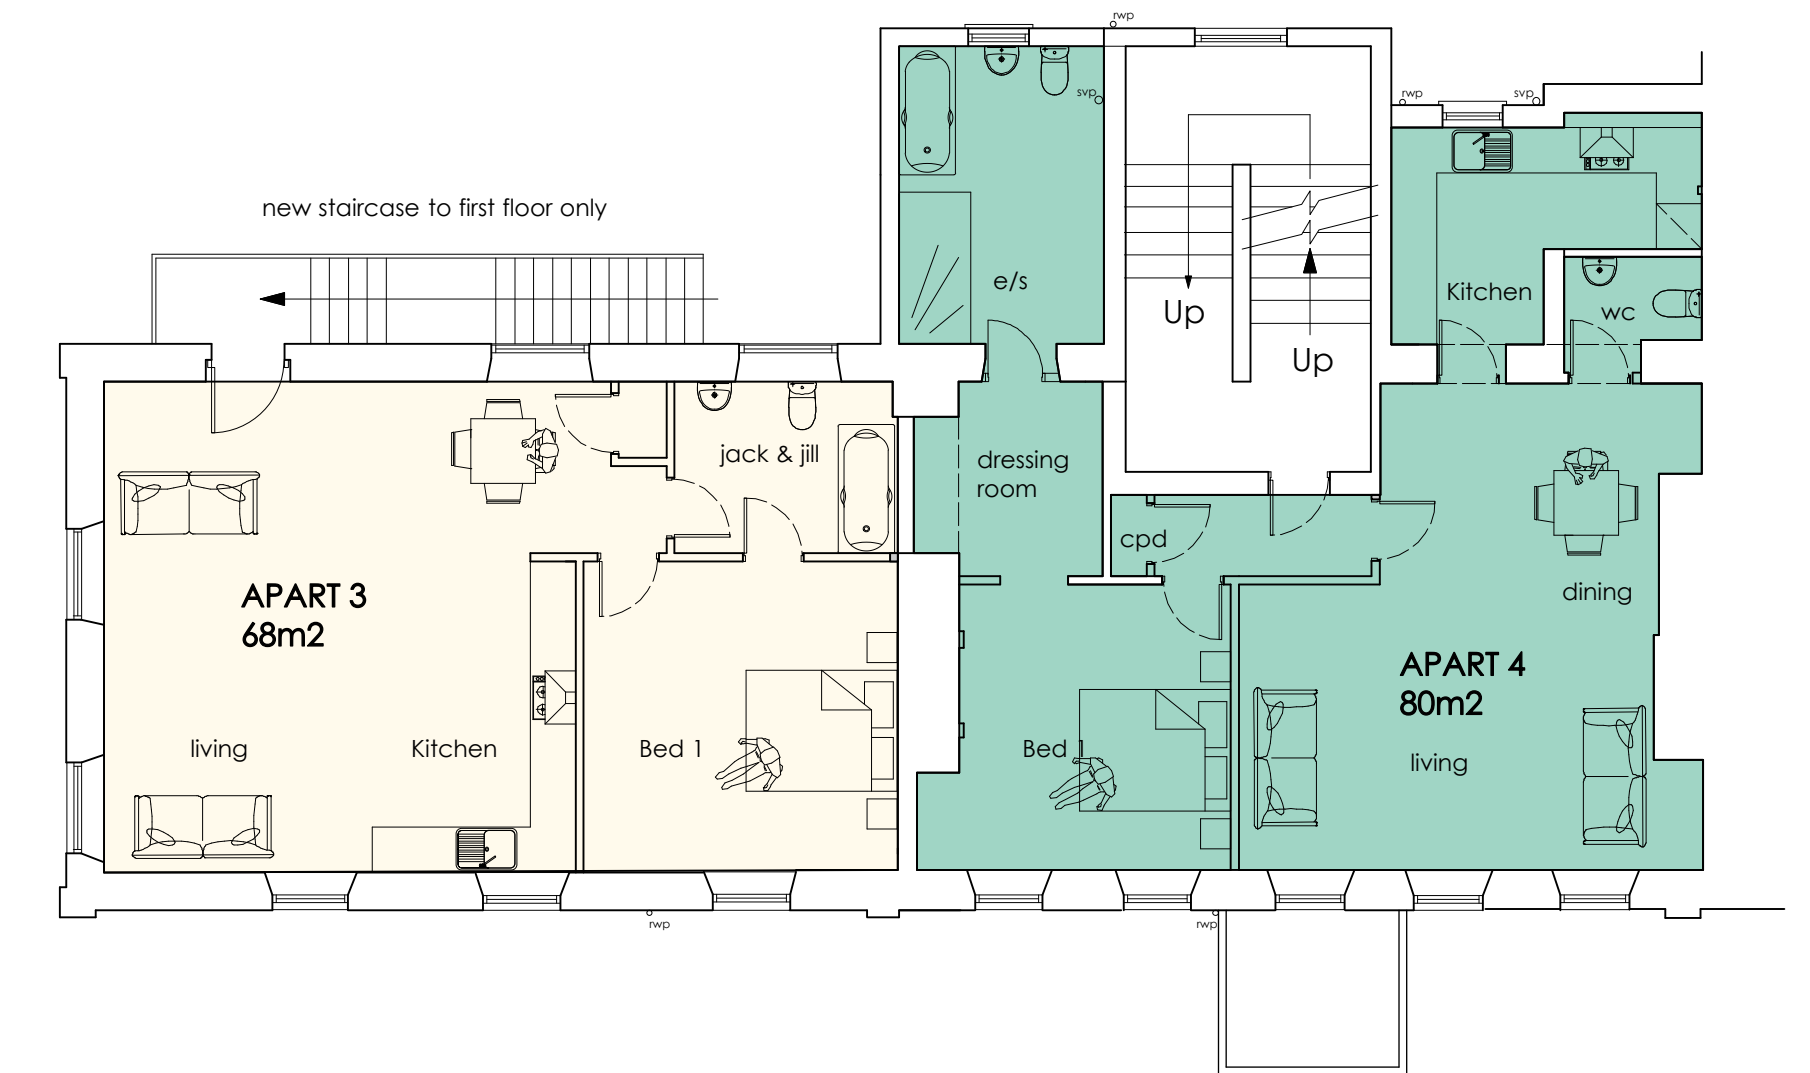 rwp
svp
rwp
svp
new staircase to first floor only
e/s
Up
Up
Kitchen
wc
jack & jill
dressing
room
cpd
dining
APART 3
68m2
APART 4
80m2
living
Kitchen
Bed 1
Bed 1
living
rwp
rwp